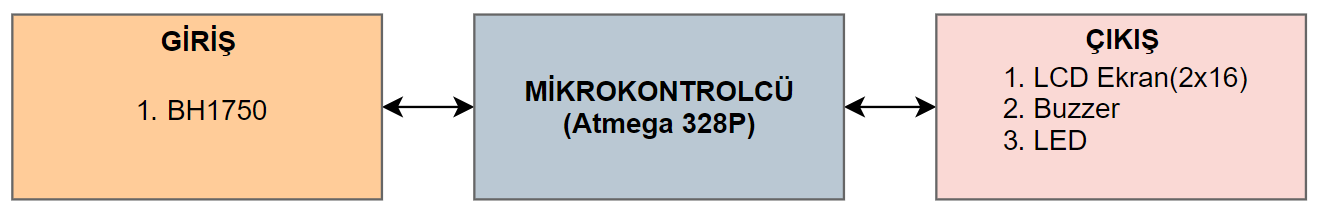 GİRİŞ
1. BH1750
MİKROKONTROLCÜ
(Atmega 328P)
ÇIKIŞ
1. LCD Ekran(2x16)
2. Buzzer
3. LED